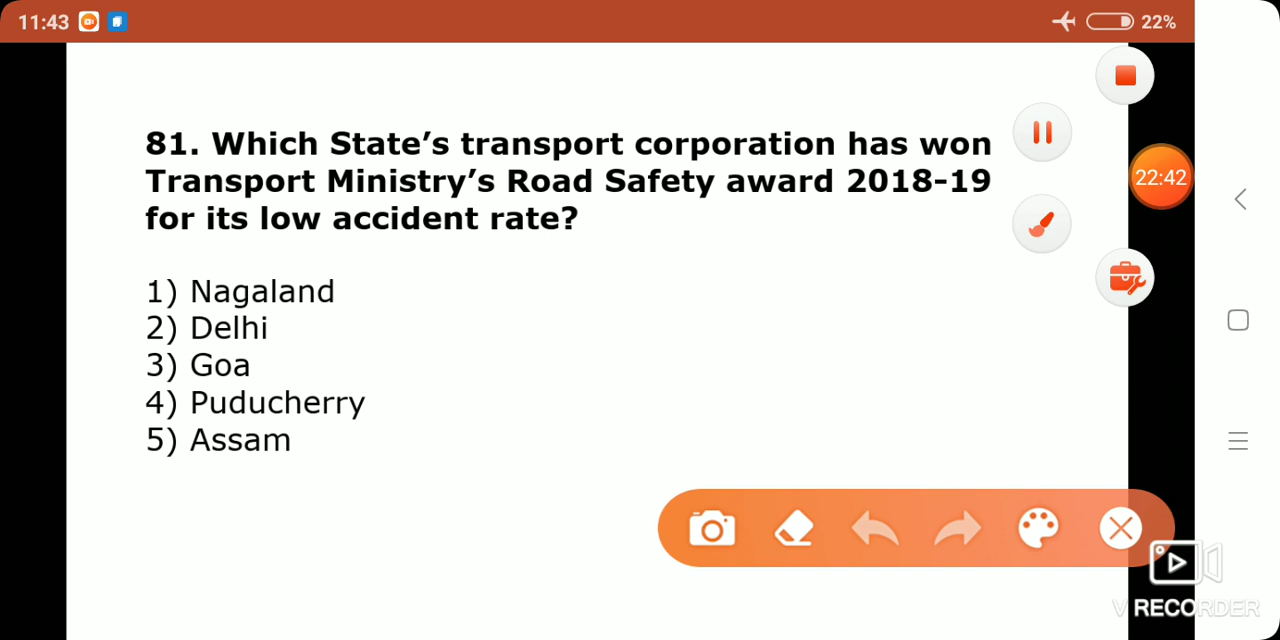 11:43
22%
81. Which State’s transport corporation has won
Transport Ministry’s Road Safety award 2018-19
for its low accident rate?
22:42
1) Nagaland
2) Delhi
3) Goa
4) Puducherry
5) Assam
V RECORDER